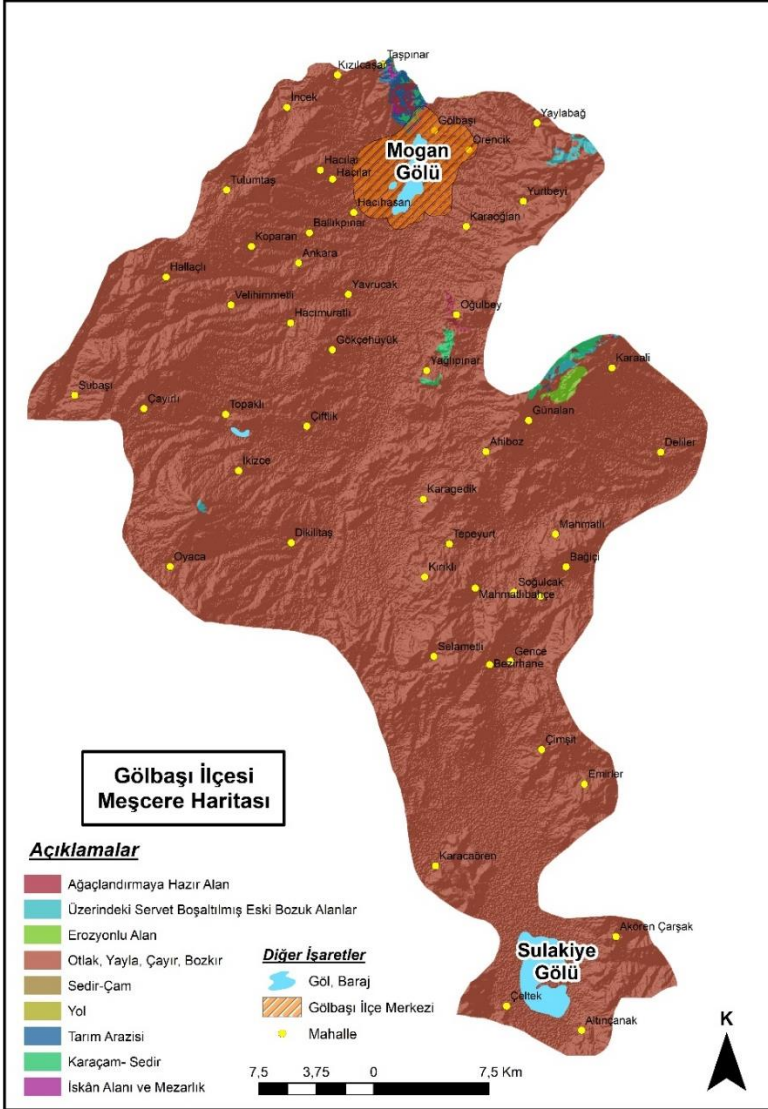 Taşpınar
Kızılcaşar
İncek
Gölbaşı
Yaylabağ
Örencik
Mogan
Gölü
Hacılar
Hacılar
Tulumtaş
Yurtbeyi
Hacıhasan
Karaoğlan
Ballıkpınar
Koparan
Ankara
Hallaçlı
Yavrucak
Velihimmetli
Oğulbey
Hacımuratlı
Gökçehüyük
Yağlıpınar
Karaali
Subaşı
Çayırlı
Topaklı
Çiftlik
Günalan
Ahiboz
Deliler
İkizce
Karagedik
Dikilitaş
Tepeyurt
Mahmatlı
Oyaca
Kırıklı
Bağiçi
Soğulcak
Mahmatlıbahçe
Selametli
Gence
Bezirhane
Çimşit
Emirler
Gölbaşı İlçesi
Meşcere Haritası
Karacaören
Akören Çarşak
Sulakiye
Gölü
Çeltek
Altınçanak
Açıklamalar
Ağaçlandırmaya Hazır Alan
Üzerindeki Servet Boşaltılmış Eski Bozuk Alanlar
Erozyonlu Alan
Otlak, Yayla, Çayır, Bozkır
Sedir-Çam
Yol
Tarım Arazisi
Karaçam- Sedir
İskân Alanı ve Mezarlık
Diğer İşaretler
Göl, Baraj
Gölbaşı İlçe Merkezi
Mahalle
7,5 3,75 0 7,5 Km
K